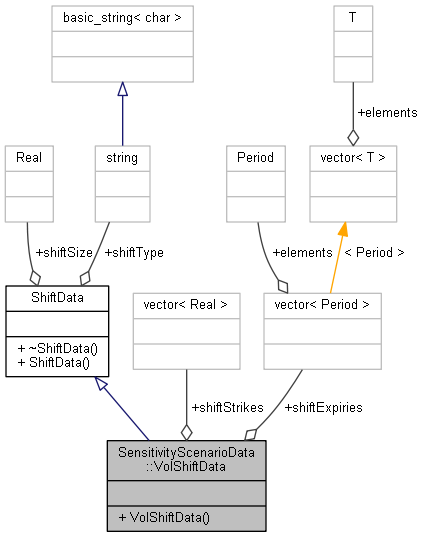 basic_string< char >
T
+elements
Real
string
Period
vector< T >
+shiftSize
+shiftType
+elements
< Period >
ShiftData
+ ~ShiftData()
+ ShiftData()
vector< Real >
vector< Period >
+shiftStrikes
+shiftExpiries
SensitivityScenarioData
::VolShiftData
+ VolShiftData()